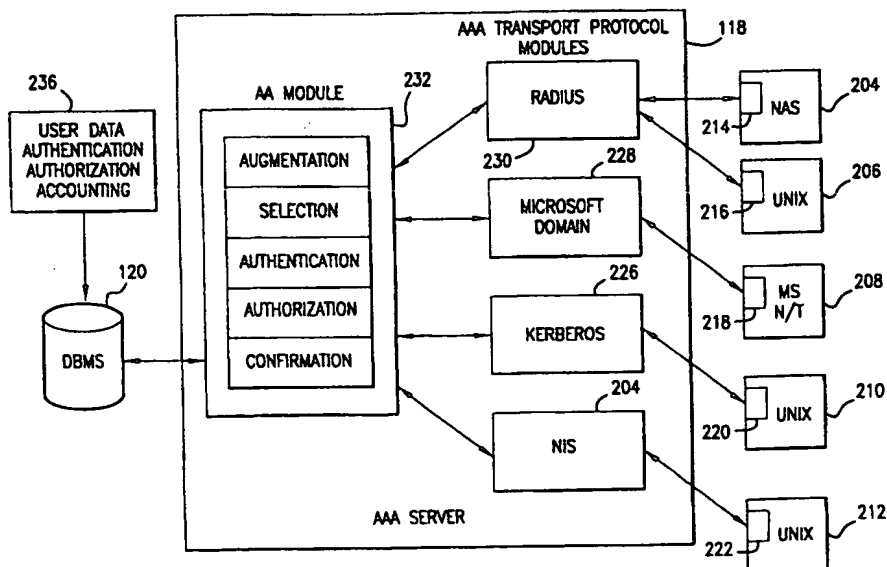 AAA TRANSPORT PROTOCOL
MODULES
118
236
USER DATA
AUTHENTICATION
AUTHORIZATION
ACCOUNTING
120
DBMS
AA MODULE
232
AUGMENTATION
SELECTION
AUTHENTICATION
AUTHORIZATION
CONFIRMATION
RADIUS
230
228
MICROSOFT
DOMAIN
226
KERBEROS
204
NIS
AAA SERVER
NAS
204
214
UNIX
206
216
MS
N/T
208
218
UNIX
210
220
UNIX
212
222